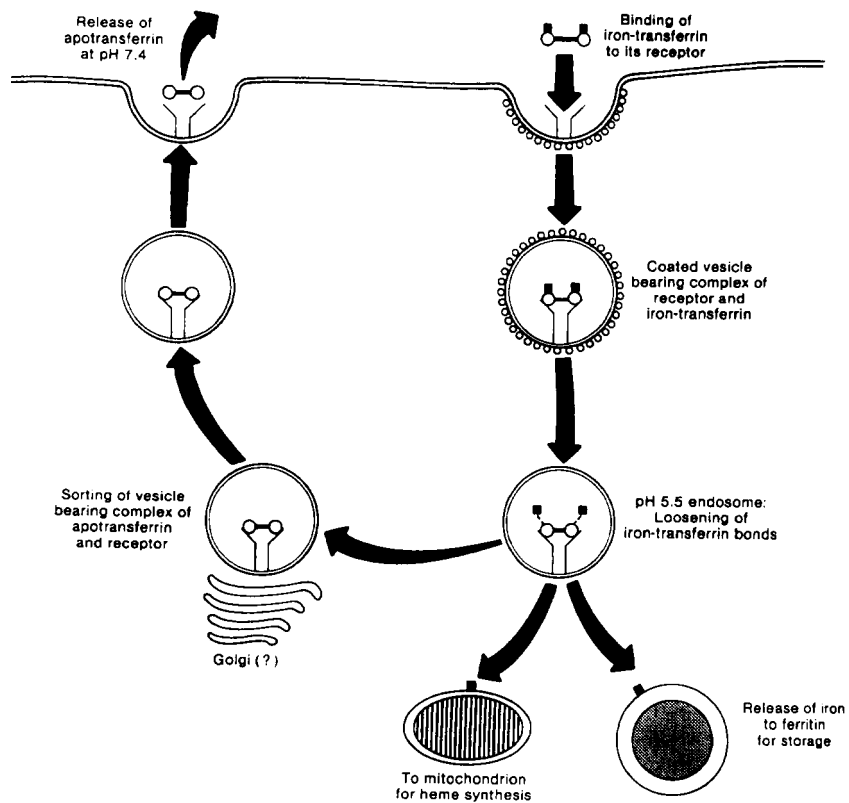 Release of
apotransferrin
at pH 7.4
Binding of
iron-transferrin
to its receptor
Coated vesicle
bearing complex of
receptor and
iron-transferrin
Sorting of vesicle
bearing complex of
apotransferrin
and receptor
pH 5.5 endosome:
Loosening of
iron-transferrin bonds
Golgi (?)
To mitochondrion
for heme synthesis
Release of iron
to ferritin
for storage